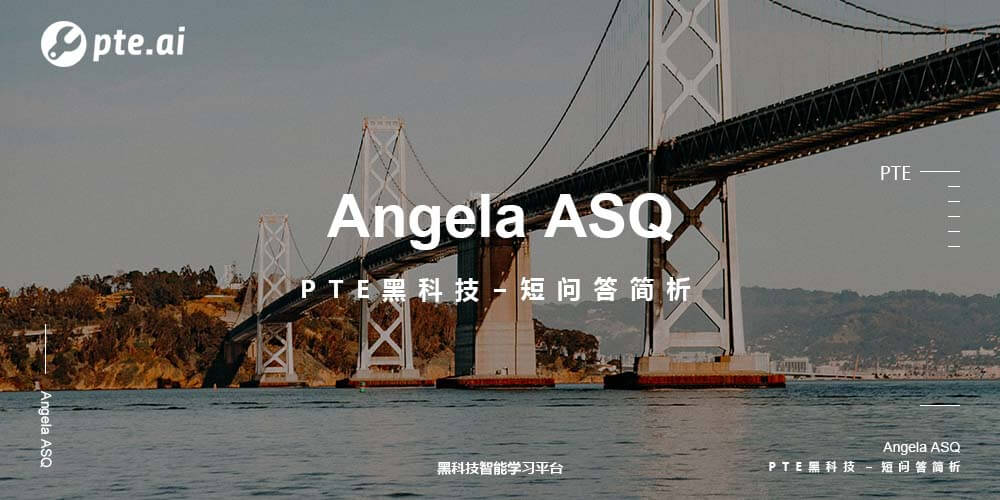 pte.ai
PTE
Angela ASQ
PTE黑科技–短问答简析
Angela ASQ
Angela ASQ
PTE黑科技 – 短问答简析
黑科技智能学习平台